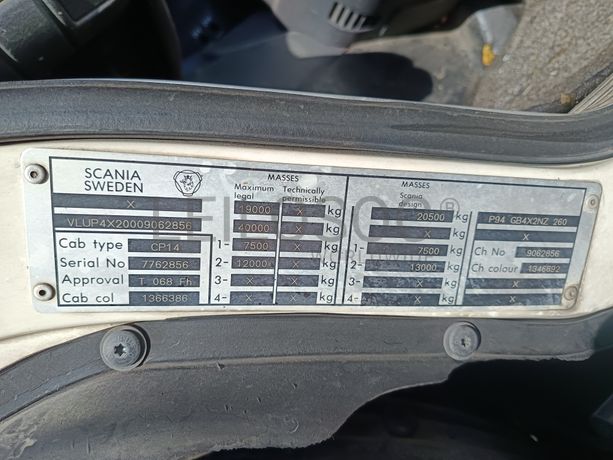 SCANIA
SWEDEN
X
VLUP4X20009062856
Cab type CP14
Serial No 7762856
Approval T 068 Fh
Cab col 1366386
MASSES
Maximum legal Technically permissible
19000 X kg
40000 X kg
1- 7500 X kg
2- 12000 X kg
3- X X kg
4- X X kg
MASSES
Scania design
20500 kg
X kg
1- 7500 kg
2- 13000 kg
3- X kg
4- X kg
P94 GB4X2NZ 260
X
Ch No 9062856
Ch colour 1346692
X
X